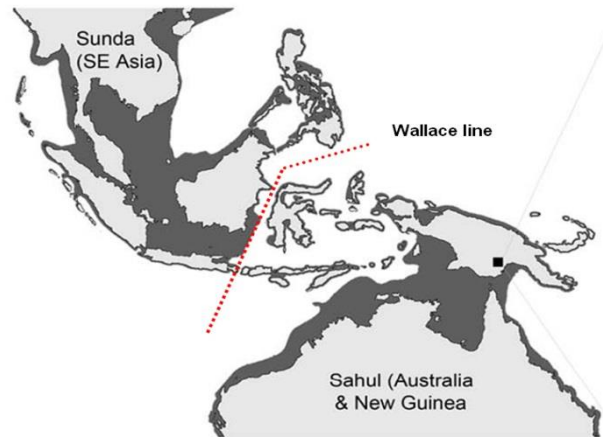 Sunda
(SE Asia)
Wallace line
Sahul (Australia
& New Guinea